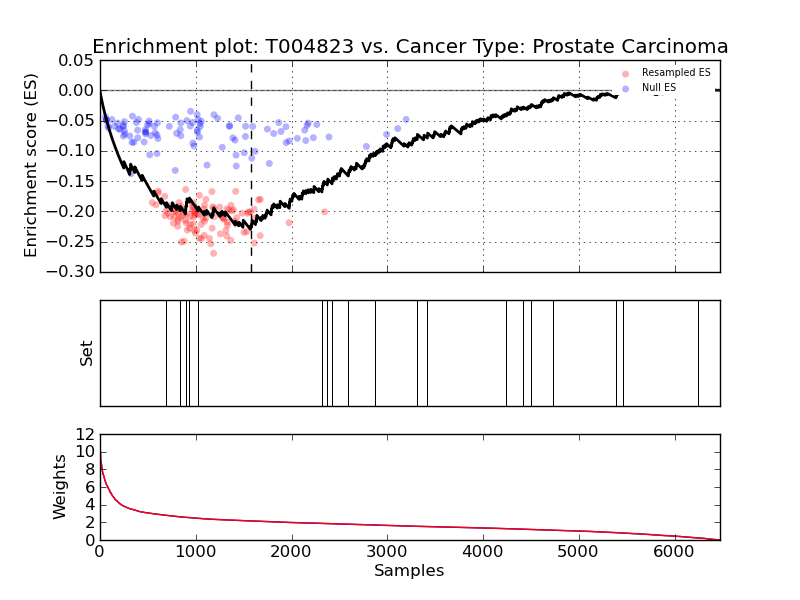 Enrichment plot: T004823 vs. Cancer Type: Prostate Carcinoma
0.05
0.00
−0.05
−0.10
−0.15
−0.20
−0.25
−0.30
Enrichment score (ES)
Resampled ES
Null ES
Set
12
10
8
6
4
2
0
Weights
0 1000 2000 3000 4000 5000 6000
Samples